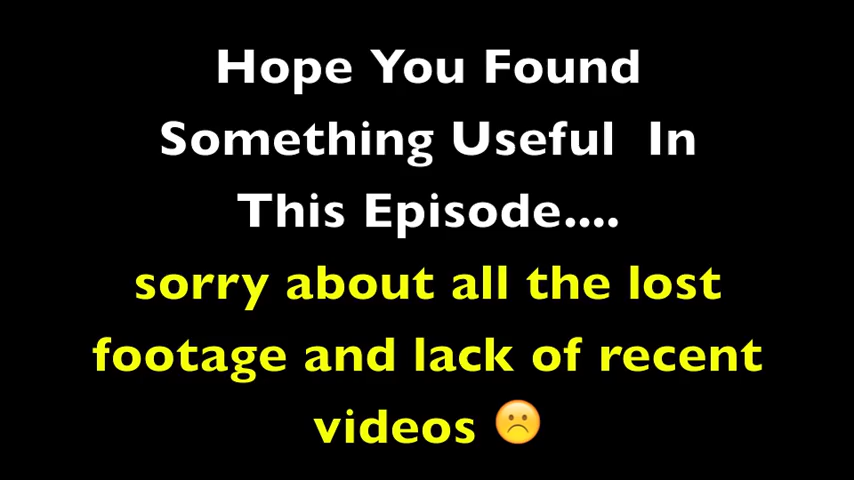 Hope You Found
Something Useful  In
This Episode....
sorry about all the lost
footage and lack of recent
videos ☹️